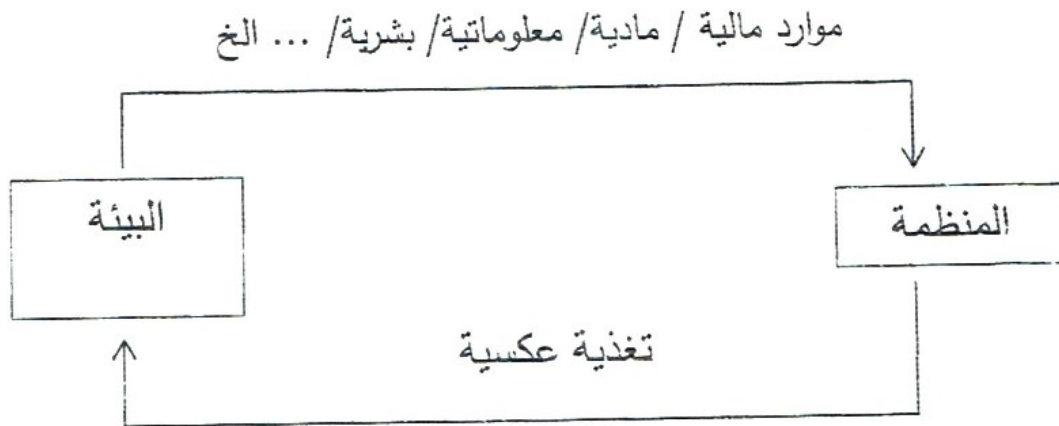 موارد مالية / مادية/ معلوماتية/ بشرية/ ... الخ
المنظمة
البيئة
تغذية عكسية